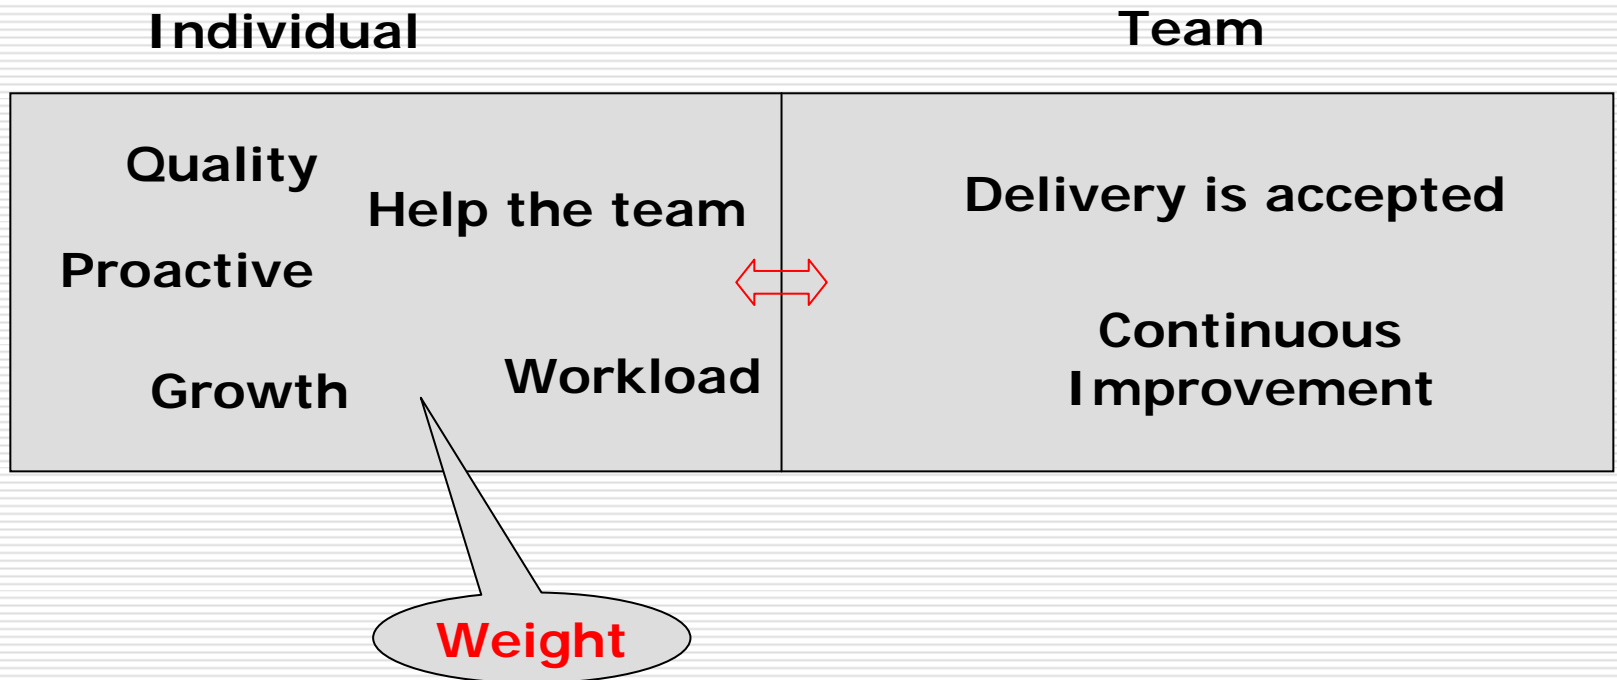 Individual
Team
Quality
Help the team
Proactive
Growth
Workload
Delivery is accepted
Continuous
Improvement
Weight